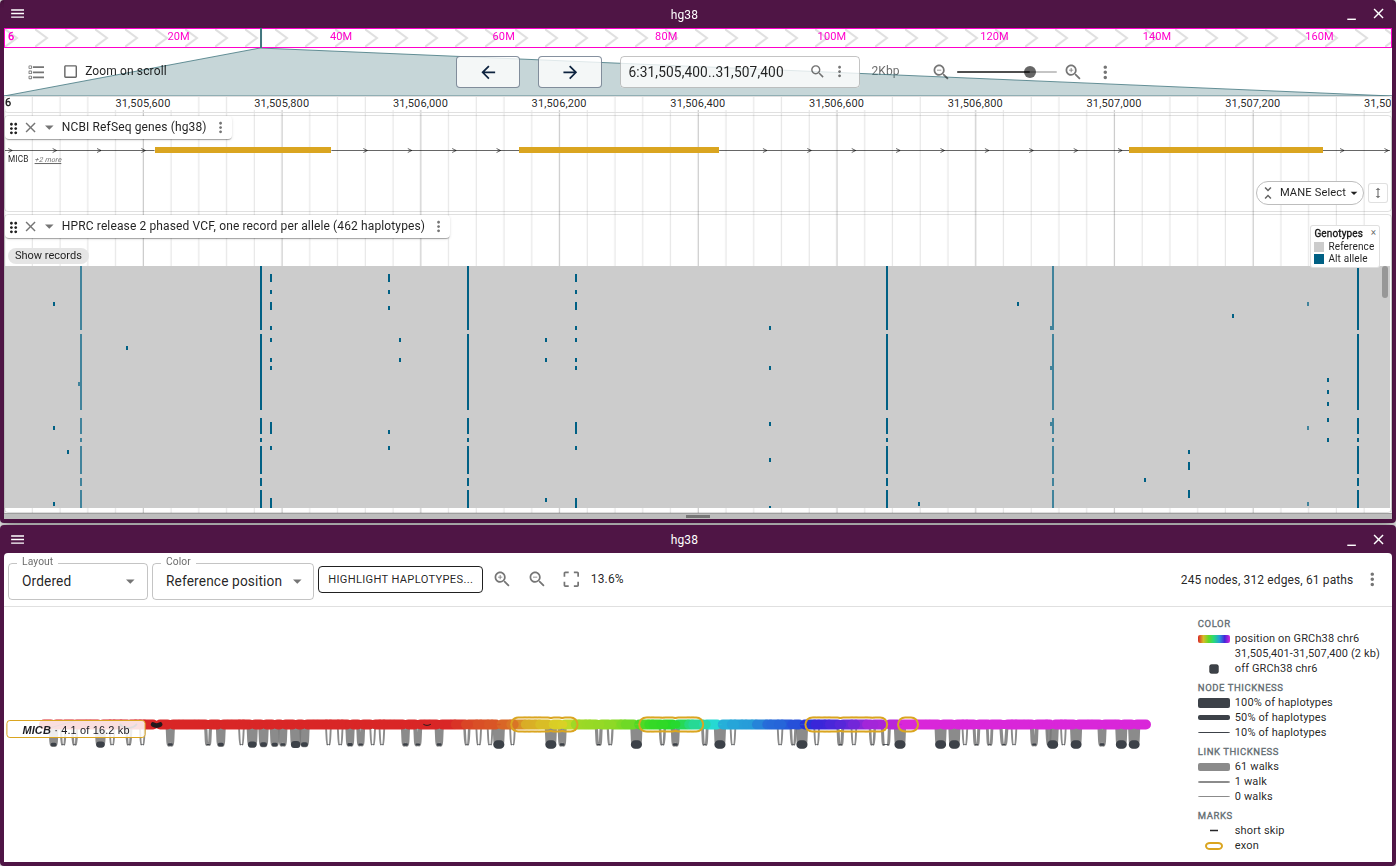 hg38
6 20M 40M 60M 80M 100M 120M 140M 160M
Zoom on scroll 6:31,505,400..31,507,400 2Kbp
6 31,505,600 31,505,800 31,506,000 31,506,200 31,506,400 31,506,600 31,506,800 31,507,000 31,507,200 31,50
NCBI RefSeq genes (hg38)
MICB +2 more
MANE Select
HPRC release 2 phased VCF, one record per allele (462 haplotypes)
Show records
Genotypes ×
Reference
Alt allele
hg38
Layout
Ordered
Color
Reference position
HIGHLIGHT HAPLOTYPES...
13.6%
245 nodes, 312 edges, 61 paths
MICB · 4.1 of 16.2 kb
COLOR
position on GRCh38 chr6
31,505,401-31,507,400 (2 kb)
off GRCh38 chr6
NODE THICKNESS
100% of haplotypes
50% of haplotypes
10% of haplotypes
LINK THICKNESS
61 walks
1 walk
0 walks
MARKS
short skip
exon